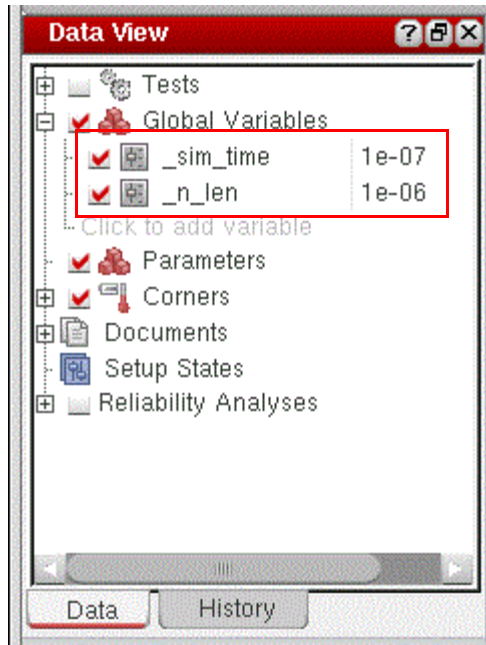 Data View
Tests
Global Variables
_sim_time 1e-07
_n_len 1e-06
Click to add variable
Parameters
Corners
Documents
Setup States
Reliability Analyses
Data History